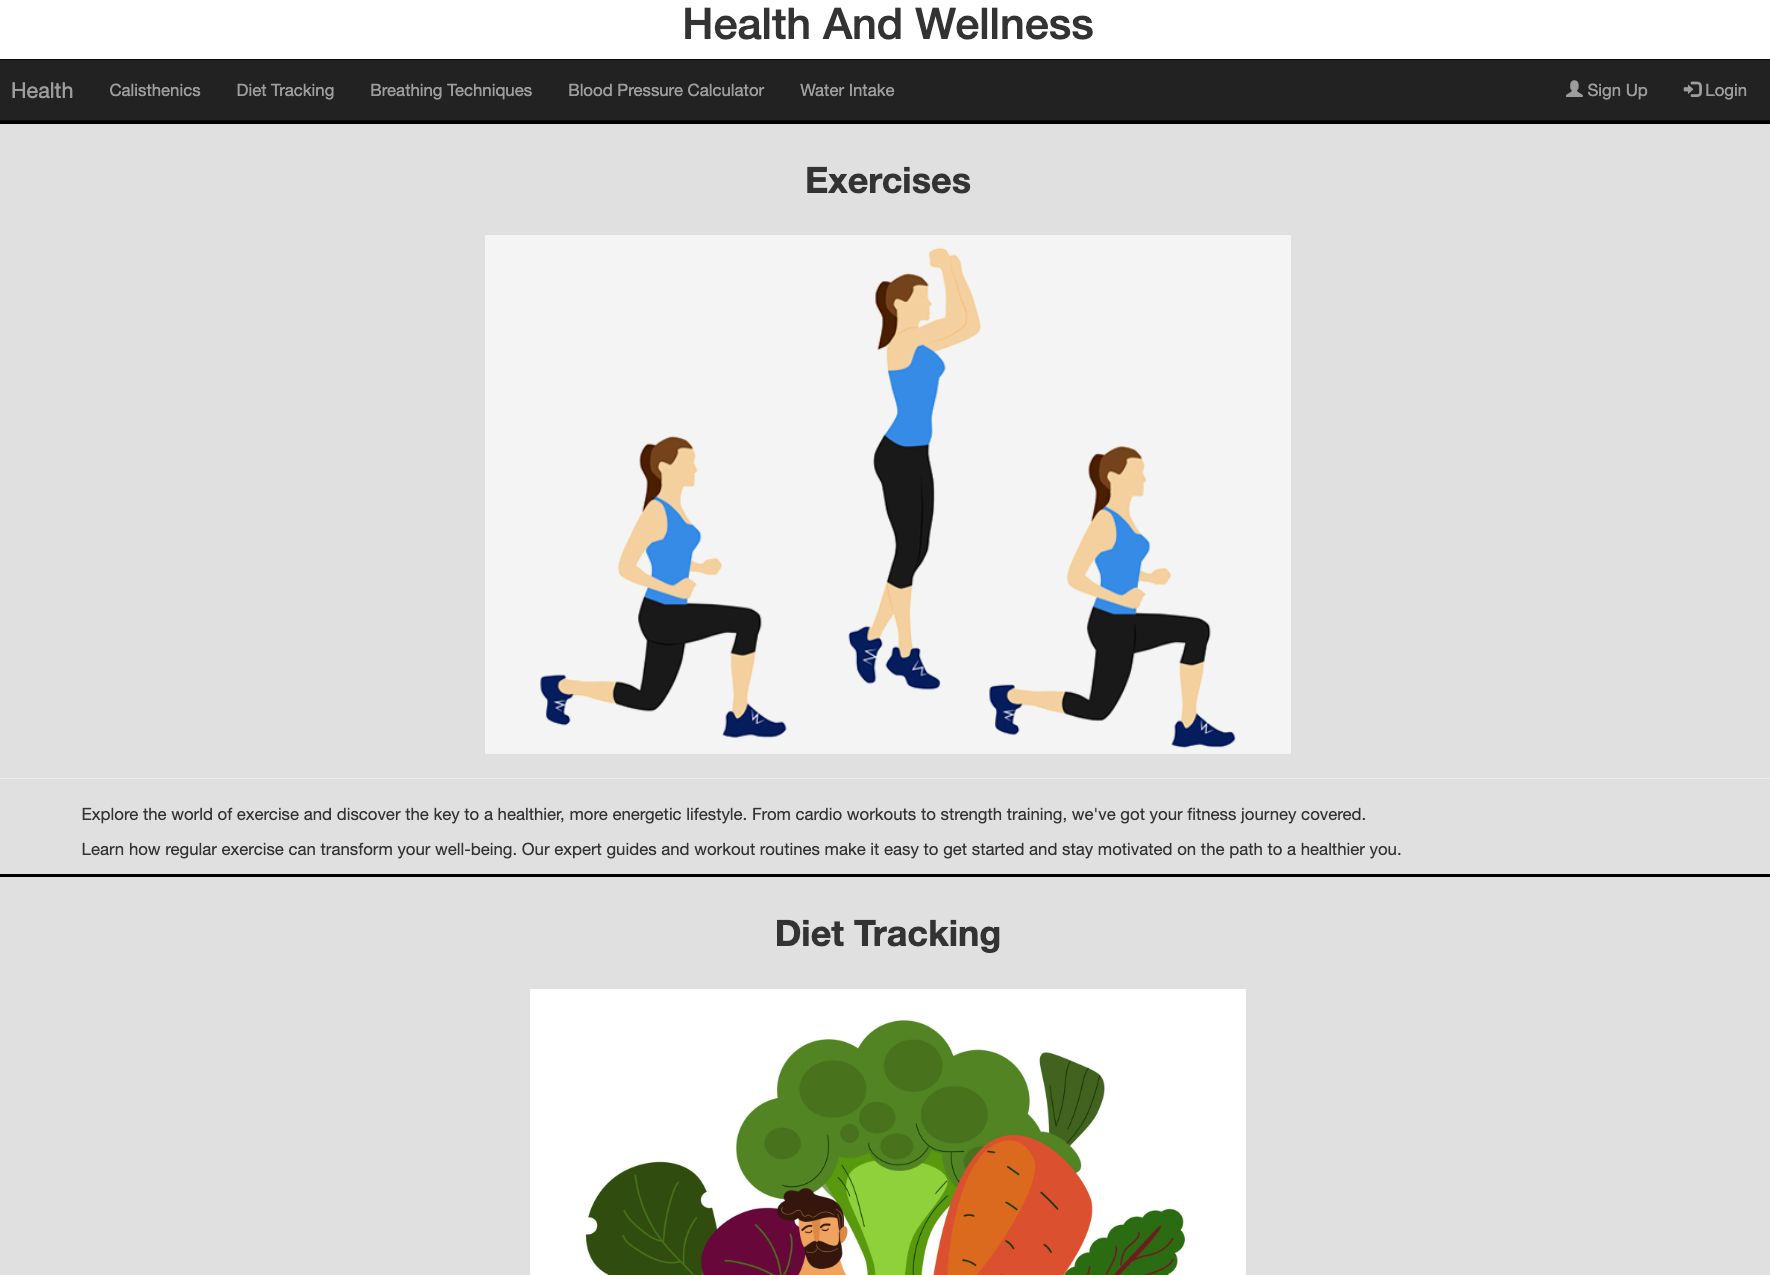 Health And Wellness
Health Calisthenics Diet Tracking Breathing Techniques Blood Pressure Calculator Water Intake Sign Up Login
Exercises
Explore the world of exercise and discover the key to a healthier, more energetic lifestyle. From cardio workouts to strength training, we've got your fitness journey covered.
Learn how regular exercise can transform your well-being. Our expert guides and workout routines make it easy to get started and stay motivated on the path to a healthier you.
Diet Tracking